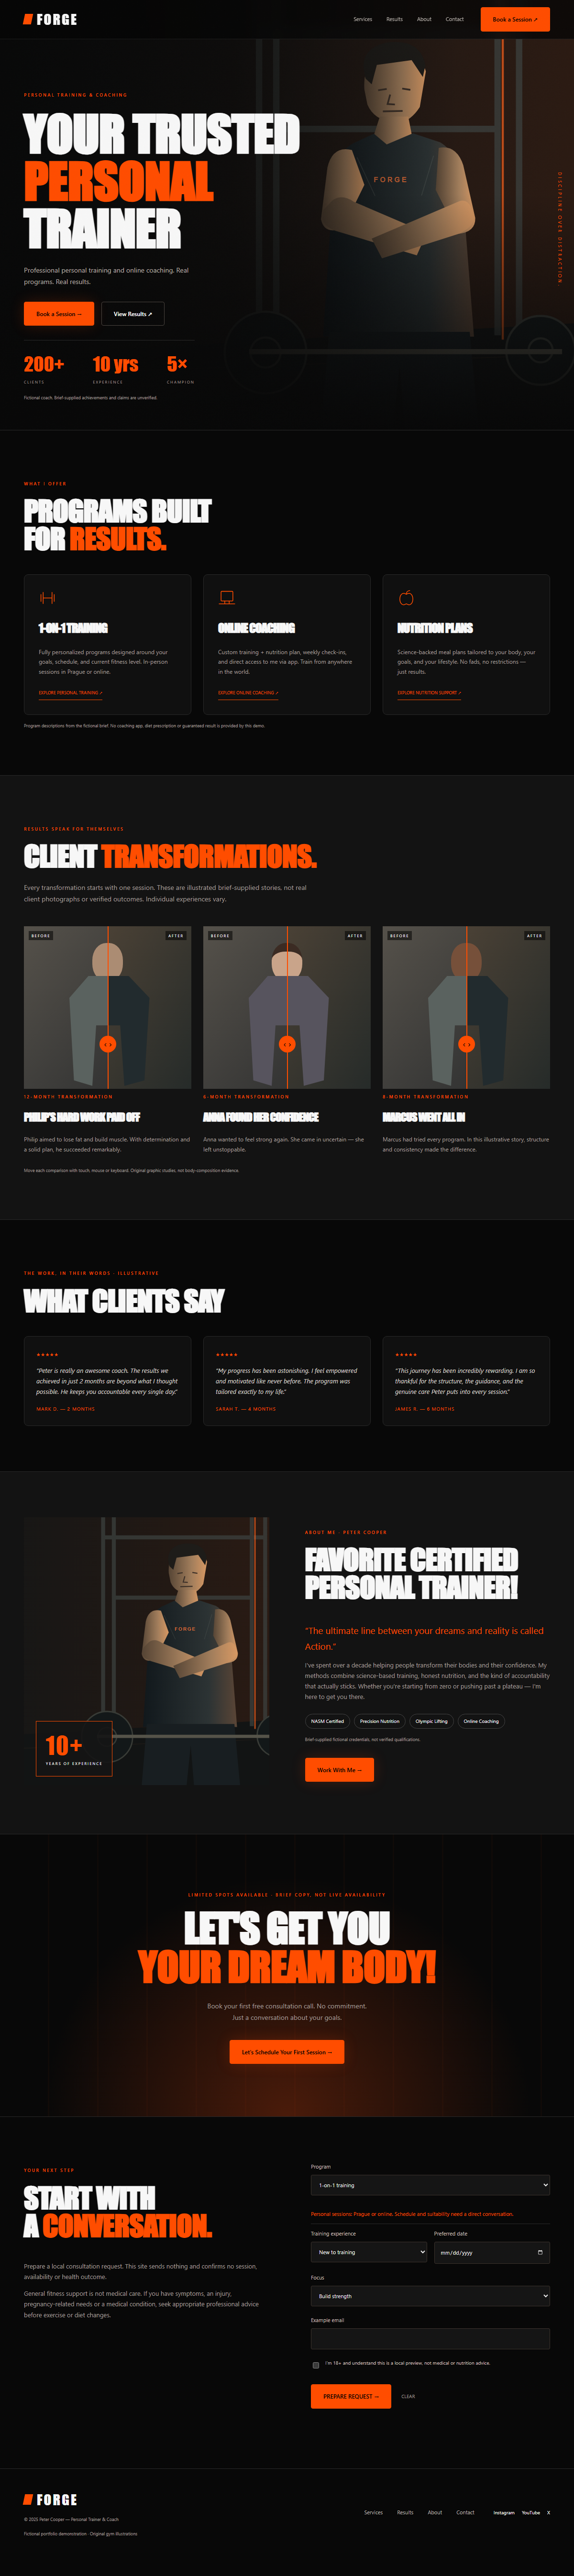 FORGE
Services
Results
About
Contact
Book a Session ↗
PERSONAL TRAINING & COACHING
YOUR TRUSTED
PERSONAL
TRAINER
FORGE
DISCIPLINE OVER DISTRACTION.
Professional personal training and online coaching. Real
programs. Real results.
Book a Session →
View Results ↗
200+
CLIENTS
10 yrs
EXPERIENCE
5×
CHAMPION
Fictional coach. Brief-supplied achievements and claims are unverified.
WHAT I OFFER
PROGRAMS BUILT
FOR RESULTS.
1-ON-1 TRAINING
Fully personalized programs designed around your
goals, schedule, and current fitness level. In-person
sessions in Prague or online.
EXPLORE PERSONAL TRAINING ↗
ONLINE COACHING
Custom training + nutrition plan, weekly check-ins,
and direct access to me via app. Train from anywhere
in the world.
EXPLORE ONLINE COACHING ↗
NUTRITION PLANS
Science-backed meal plans tailored to your body, your
goals, and your lifestyle. No fads, no restrictions —
just results.
EXPLORE NUTRITION SUPPORT ↗
Program descriptions from the fictional brief. No coaching app, diet prescription or guaranteed result is provided by this demo.
RESULTS SPEAK FOR THEMSELVES
CLIENT TRANSFORMATIONS.
Every transformation starts with one session. These are illustrative brief-supplied stories, not real
client photographs or verified outcomes. Individual experiences vary.
BEFORE
AFTER
BEFORE
AFTER
BEFORE
AFTER
12-MONTH TRANSFORMATION
PHILIP'S HARD WORK PAID OFF
Philip aimed to lose fat and build muscle. With determination and
a solid plan, he succeeded remarkably.
6-MONTH TRANSFORMATION
ANNA FOUND HER CONFIDENCE
Anna wanted to feel strong again. She came in uncertain — she
left unstoppable.
8-MONTH TRANSFORMATION
MARCUS WENT ALL IN
Marcus had tried every program. In this illustrative story, structure
and consistency made the difference.
Move each comparison with touch, mouse or keyboard. Original graphic studies, not body-composition evidence.
THE WORK, IN THEIR WORDS · ILLUSTRATIVE
WHAT CLIENTS SAY
★★★★★
"Peter is really an awesome coach. The results we
achieved in just 2 months are beyond what I thought
possible. He keeps you accountable every single day."
MARK D. — 2 MONTHS
★★★★★
"My progress has been astonishing. I feel empowered
and motivated like never before. The program was
tailored exactly to my life."
SARAH T. — 4 MONTHS
★★★★★
"This journey has been incredibly rewarding. I am so
thankful for the structure, the guidance, and the
genuine care Peter puts into every session."
JAMES R. — 8 MONTHS
FORGE
10+
YEARS OF EXPERIENCE
ABOUT ME · PETER COOPER
FAVORITE CERTIFIED
PERSONAL TRAINER!
"The ultimate line between your dreams and reality is called
Action."
I've spent over a decade helping people transform their bodies and their confidence. My
methods combine science-based training, honest nutrition, and the kind of accountability
that actually sticks. Whether you're starting from zero or pushing past a plateau — I'm
here to get you there.
NASM Certified
Precision Nutrition
Olympic Lifting
Online Coaching
Brief-supplied fictional credentials, not verified qualifications.
Work With Me →
LIMITED SPOTS AVAILABLE · BRIEF COPY, NOT LIVE AVAILABILITY
LET'S GET YOU
YOUR DREAM BODY!
Book your first free consultation call. No commitment.
Just a conversation about your goals.
Let's Schedule Your First Session →
YOUR NEXT STEP
START WITH
A CONVERSATION.
Prepare a local consultation request. This site sends nothing and confirms no session,
availability or health outcome.
General fitness support is not medical care. If you have symptoms, an injury,
pregnancy-related needs or a medical condition, seek appropriate professional advice
before exercise or diet changes.
Program
1-on-1 training
Personal sessions: Prague or online. Schedule and suitability need a direct conversation.
Training experience
Preferred date
New to training
mm/dd/yyyy
Focus
Build strength
Example email
I'm 18+ and understand this is a local preview, not medical or nutrition advice.
PREPARE REQUEST →
CLEAR
FORGE
© 2025 Peter Cooper — Personal Trainer & Coach
Fictional portfolio demonstration · Original gym illustrations
Services
Results
About
Contact
Instagram
YouTube
X